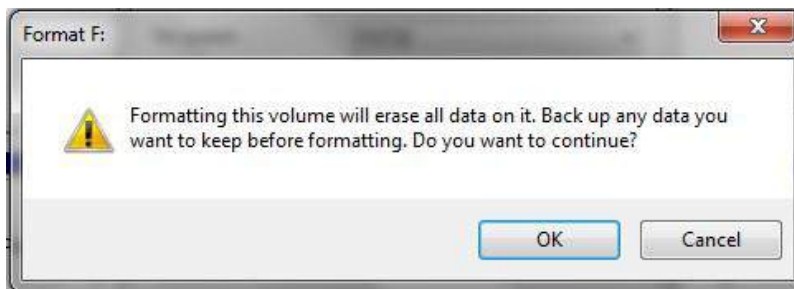 Format F:
Formatting this volume will erase all data on it. Back up any data you
want to keep before formatting. Do you want to continue?
OK
Cancel